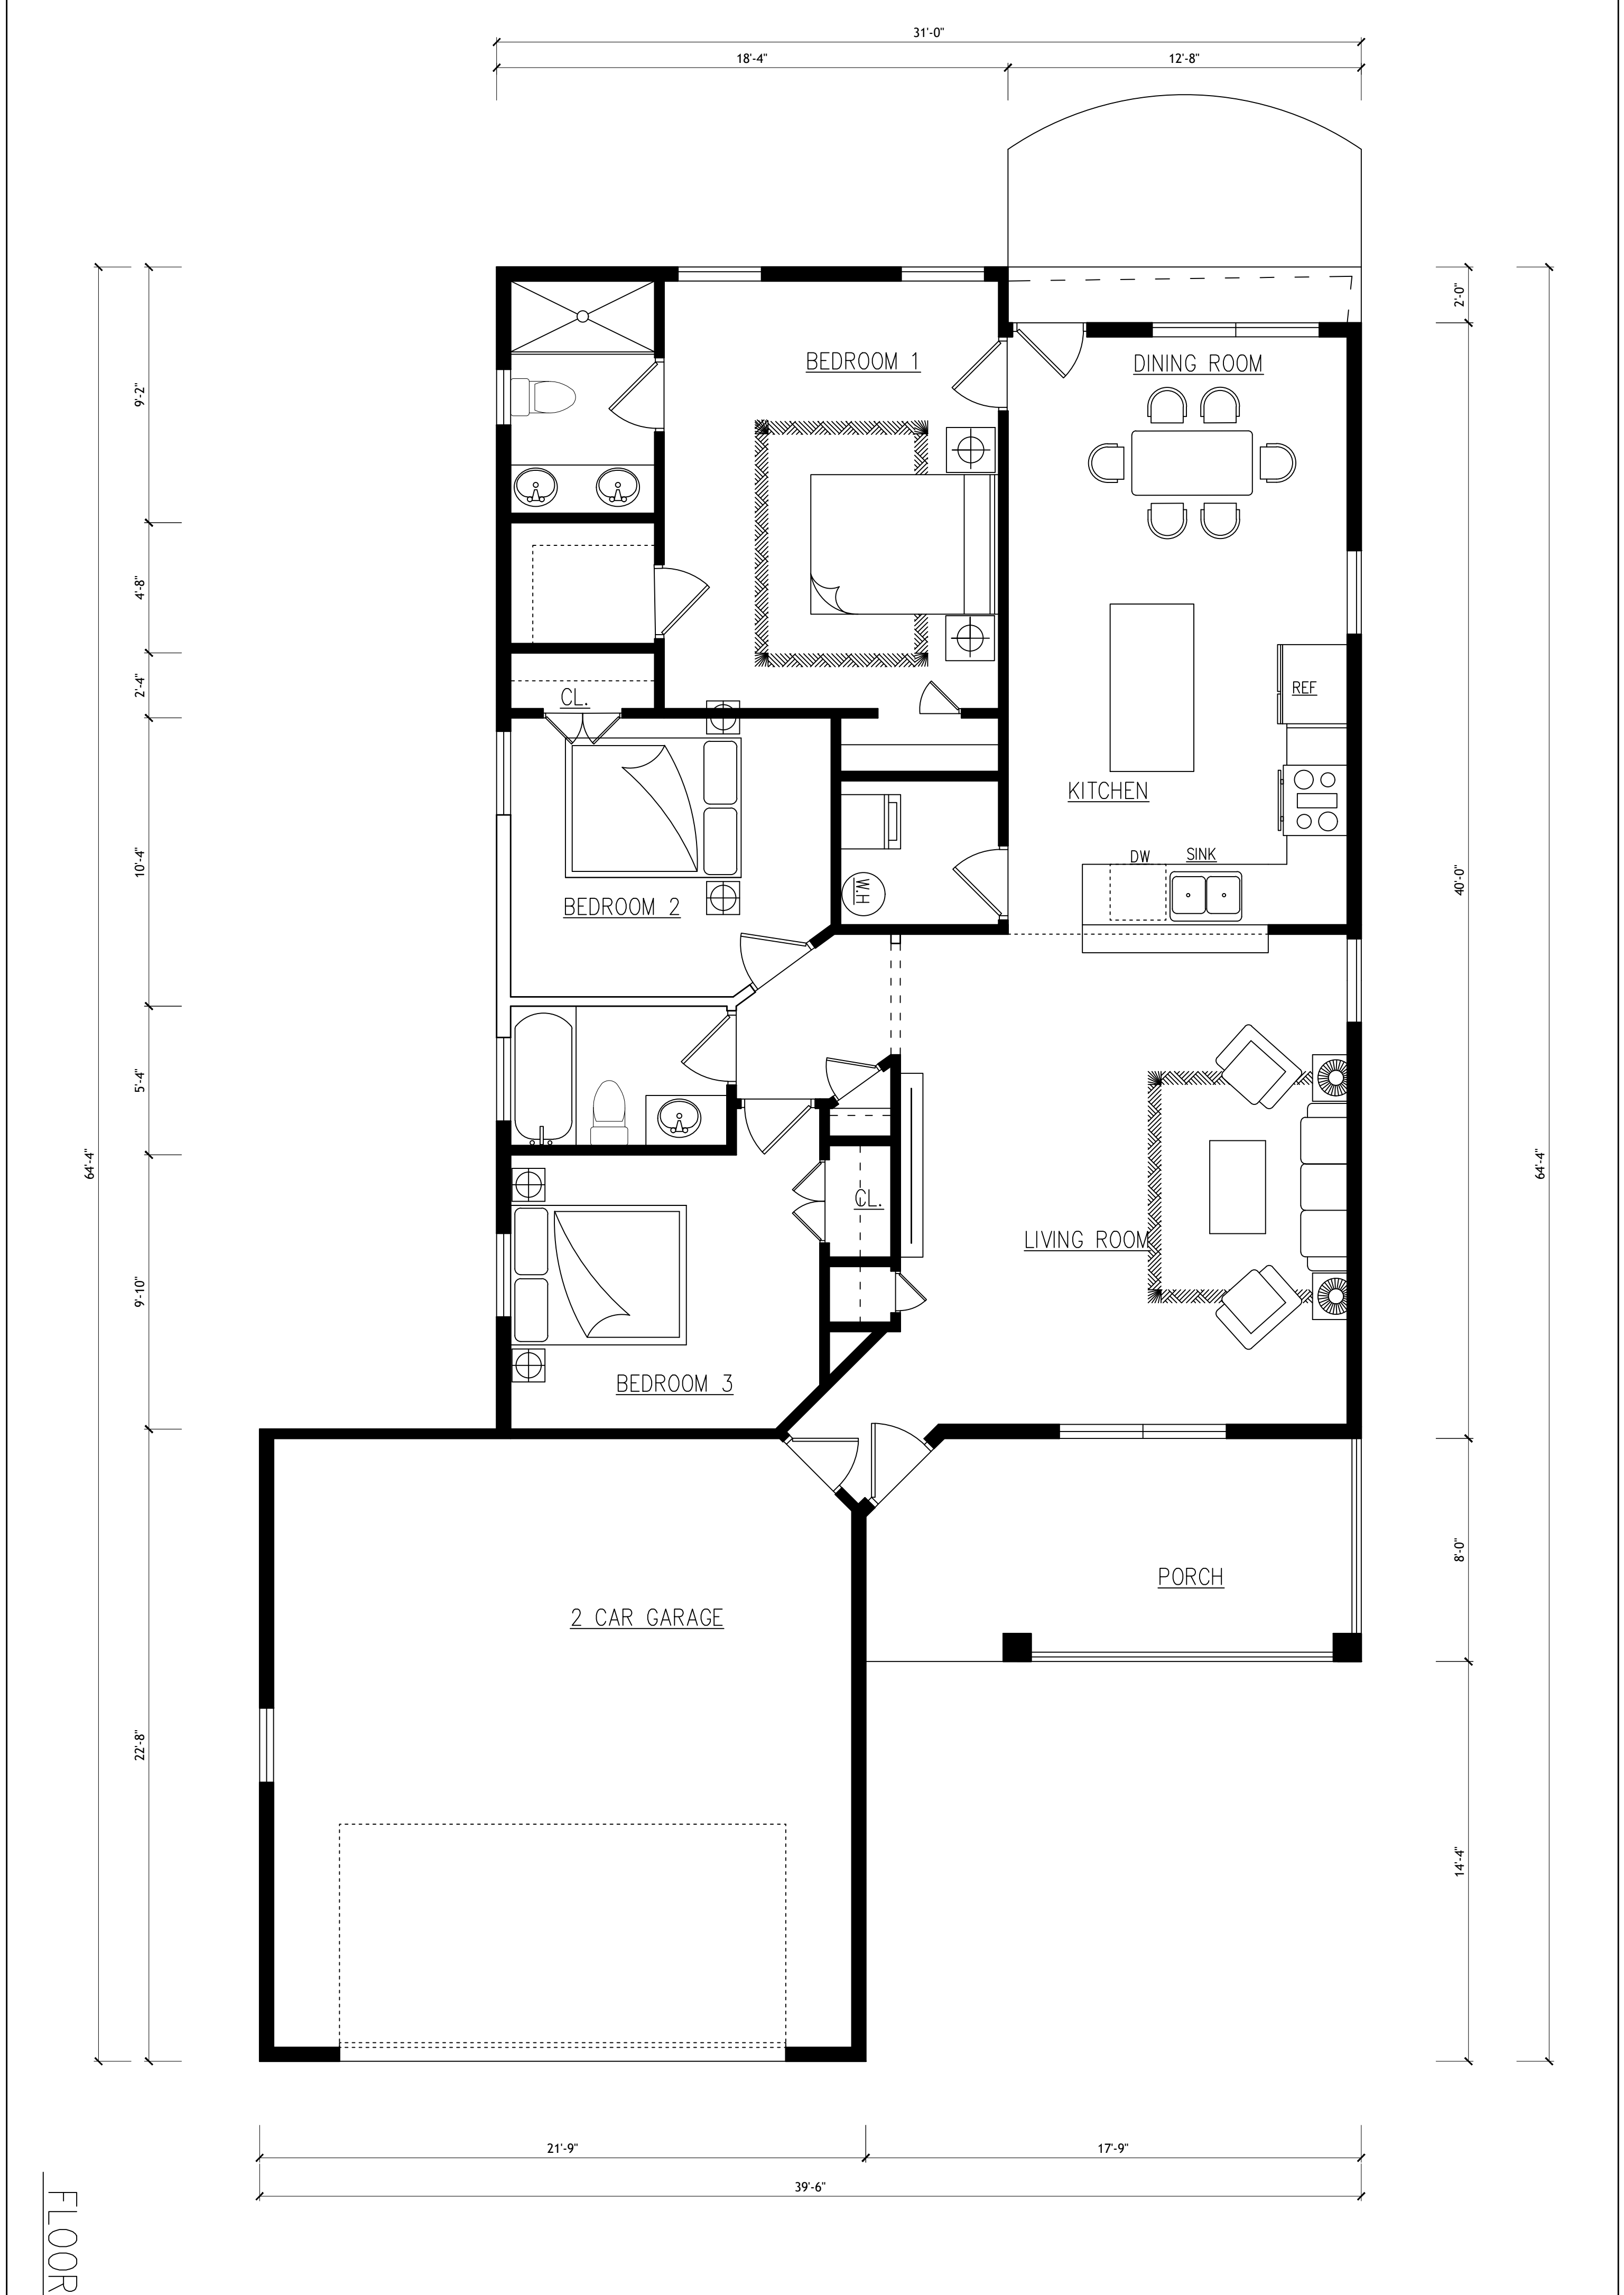 31'-0"
18'-4"
12'-8"
2'-0"
BEDROOM 1
DINING ROOM
9'-2"
4'-8"
2'-4"
CL.
REF
KITCHEN
10'-4"
DW
SINK
W.H
BEDROOM 2
40'-0"
5'-4"
64'-4"
64'-4"
CL.
LIVING ROOM
9'-10"
BEDROOM 3
8'-0"
PORCH
2 CAR GARAGE
22'-8"
14'-4"
21'-9"
17'-9"
39'-6"
FLOOR